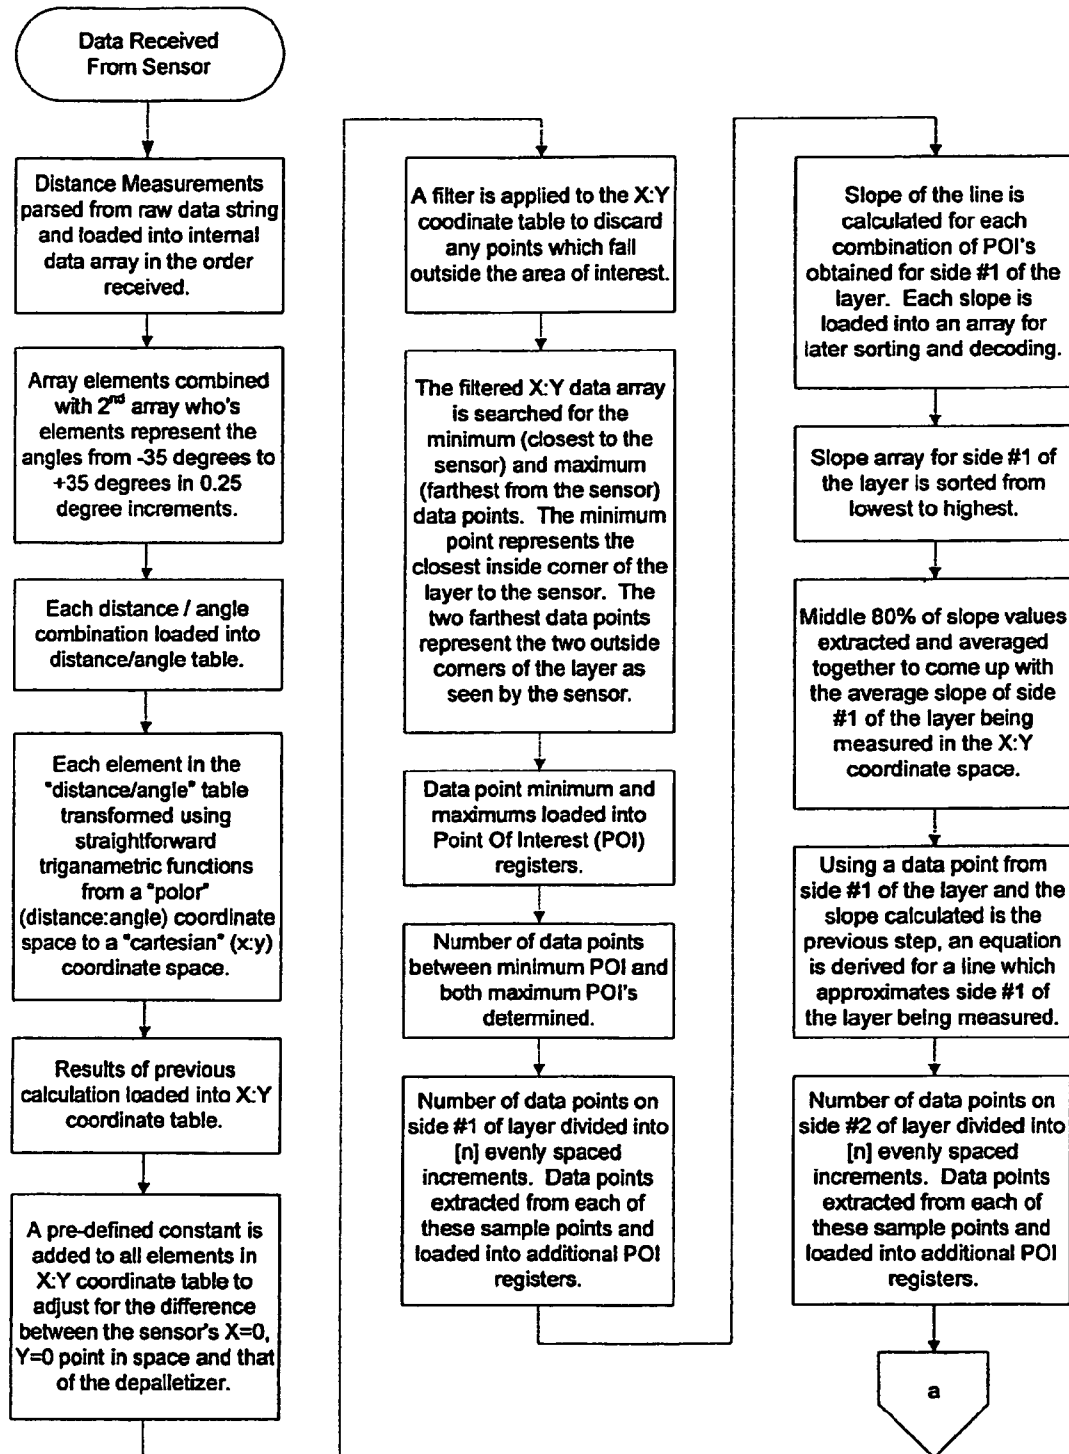 Data Received
From Sensor
Distance Measurements
parsed from raw data string
and loaded into internal
data array in the order
received.
Array elements combined
with 2nd array who's
elements represent the
angles from -35 degrees to
+35 degrees in 0.25
degree increments.
Each distance / angle
combination loaded into
distance/angle table.
Each element in the
"distance/angle" table
transformed using
straightforward
triganametric functions
from a "polor"
(distance:angle) coordinate
space to a "cartesian" (x:y)
coordinate space.
Results of previous
calculation loaded into X:Y
coordinate table.
A pre-defined constant is
added to all elements in
X:Y coordinate table to
adjust for the difference
between the sensor's X=0,
Y=0 point in space and that
of the depalletizer.
A filter is applied to the X:Y
coodinate table to discard
any points which fall
outside the area of interest.
The filtered X:Y data array
is searched for the
minimum (closest to the
sensor) and maximum
(farthest from the sensor)
data points. The minimum
point represents the
closest inside corner of the
layer to the sensor. The
two farthest data points
represent the two outside
corners of the layer as
seen by the sensor.
Data point minimum and
maximums loaded into
Point Of Interest (POI)
registers.
Number of data points
between minimum POI and
both maximum POI's
determined.
Number of data points on
side #1 of layer divided into
[n] evenly spaced
increments. Data points
extracted from each of
these sample points and
loaded into additional POI
registers.
Slope of the line is
calculated for each
combination of POI's
obtained for side #1 of the
layer. Each slope is
loaded into an array for
later sorting and decoding.
Slope array for side #1 of
the layer is sorted from
lowest to highest.
Middle 80% of slope values
extracted and averaged
together to come up with
the average slope of side
#1 of the layer being
measured in the X:Y
coordinate space.
Using a data point from
side #1 of the layer and the
slope calculated is the
previous step, an equation
is derived for a line which
approximates side #1 of
the layer being measured.
Number of data points on
side #2 of layer divided into
[n] evenly spaced
increments. Data points
extracted from each of
these sample points and
loaded into additional POI
registers.
a